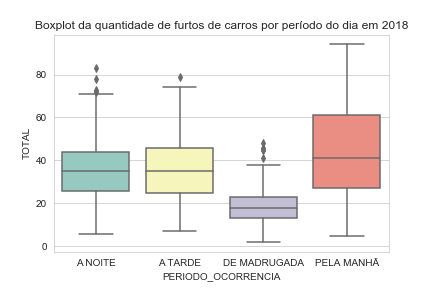 Boxplot da quantidade de furtos de carros por período do dia em 2018
80
60
40
20
0
TOTAL
A NOITE A TARDE DE MADRUGADA PELA MANHÃ
PERIODO_OCORRENCIA